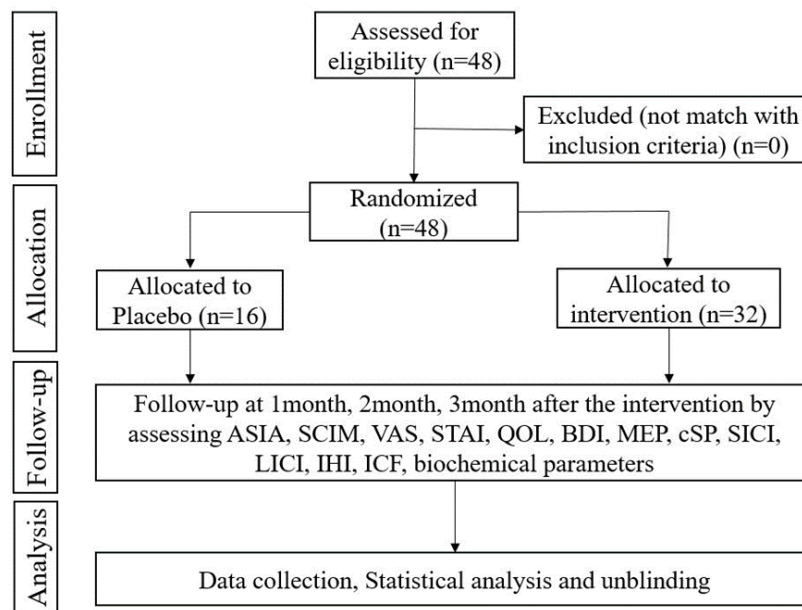 Enrollment
Assessed for
eligibility (n=48)
Excluded (not match with
inclusion criteria) (n=0)
Allocation
Randomized
(n=48)
Allocated to
Placebo (n=16)
Allocated to
intervention (n=32)
Follow-up
Follow-up at 1month, 2month, 3month after the intervention by
assessing ASIA, SCIM, VAS, STAI, QOL, BDI, MEP, cSP, SICI,
LICI, IHI, ICF, biochemical parameters
Analysis
Data collection, Statistical analysis and unblinding